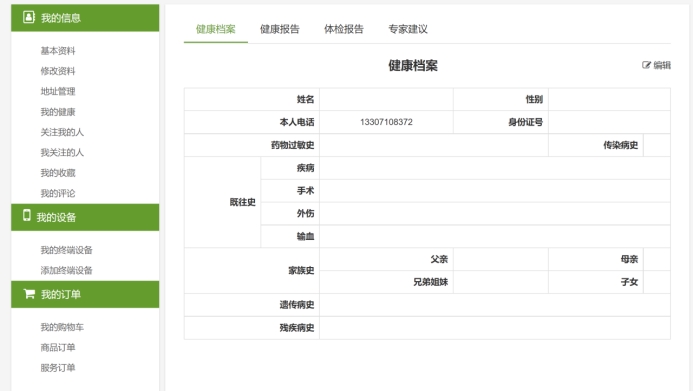 我的信息
基本资料
修改资料
地址管理
我的健康
关注我的人
我关注的人
我的收藏
我的评论
我的设备
我的终端设备
添加终端设备
我的订单
我的购物车
商品订单
服务订单
健康档案 健康报告 体检报告 专家建议
健康档案 编辑
姓名 性别
本人电话 13307108372 身份证号
药物过敏史 传染病史
既往史 疾病
手术
外伤
输血
家族史 父亲 母亲
兄弟姐妹 子女
遗传病史
残疾病史